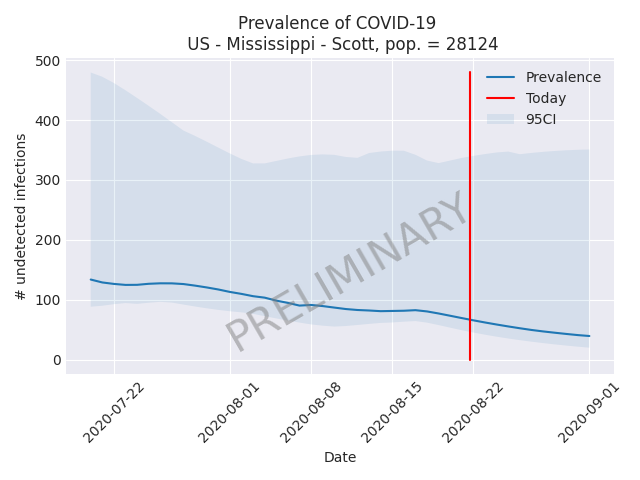 Prevalence of COVID-19
US - Mississippi - Scott, pop. = 28124
# undetected infections
500
400
300
200
100
0
Prevalence
Today
95CI
PRELIMINARY
2020-07-22
2020-08-01
2020-08-08
2020-08-15
2020-08-22
2020-09-01
Date